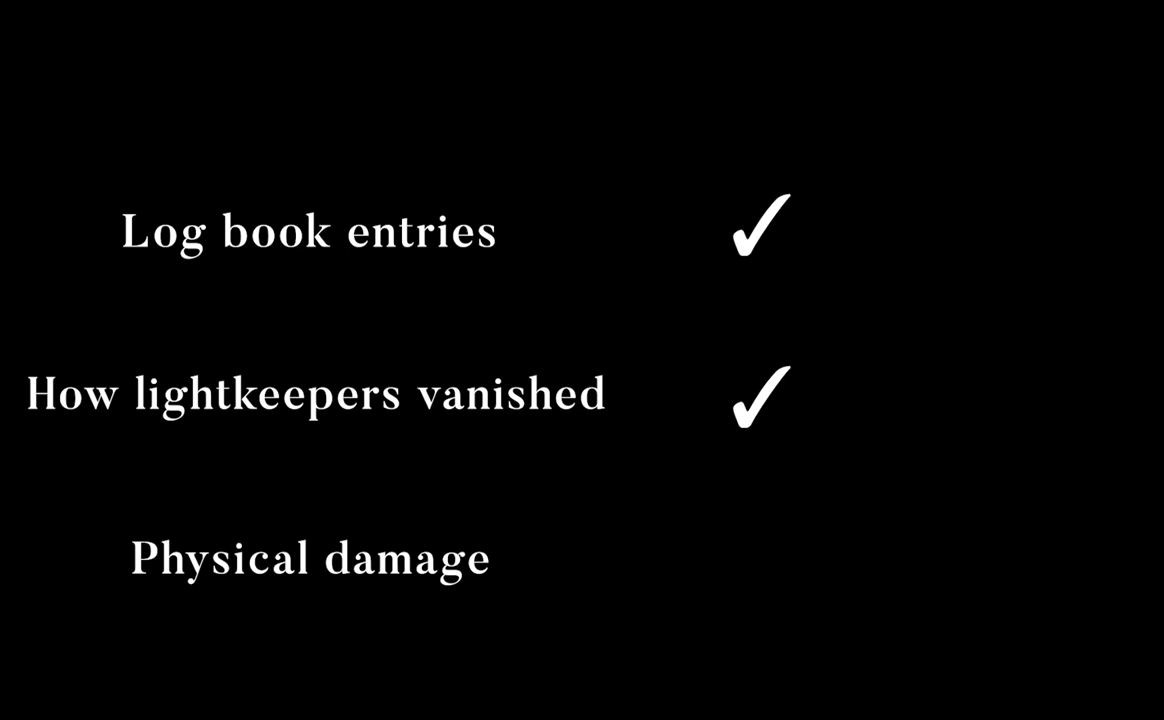 Log book entries ✓
How lightkeepers vanished ✓
Physical damage